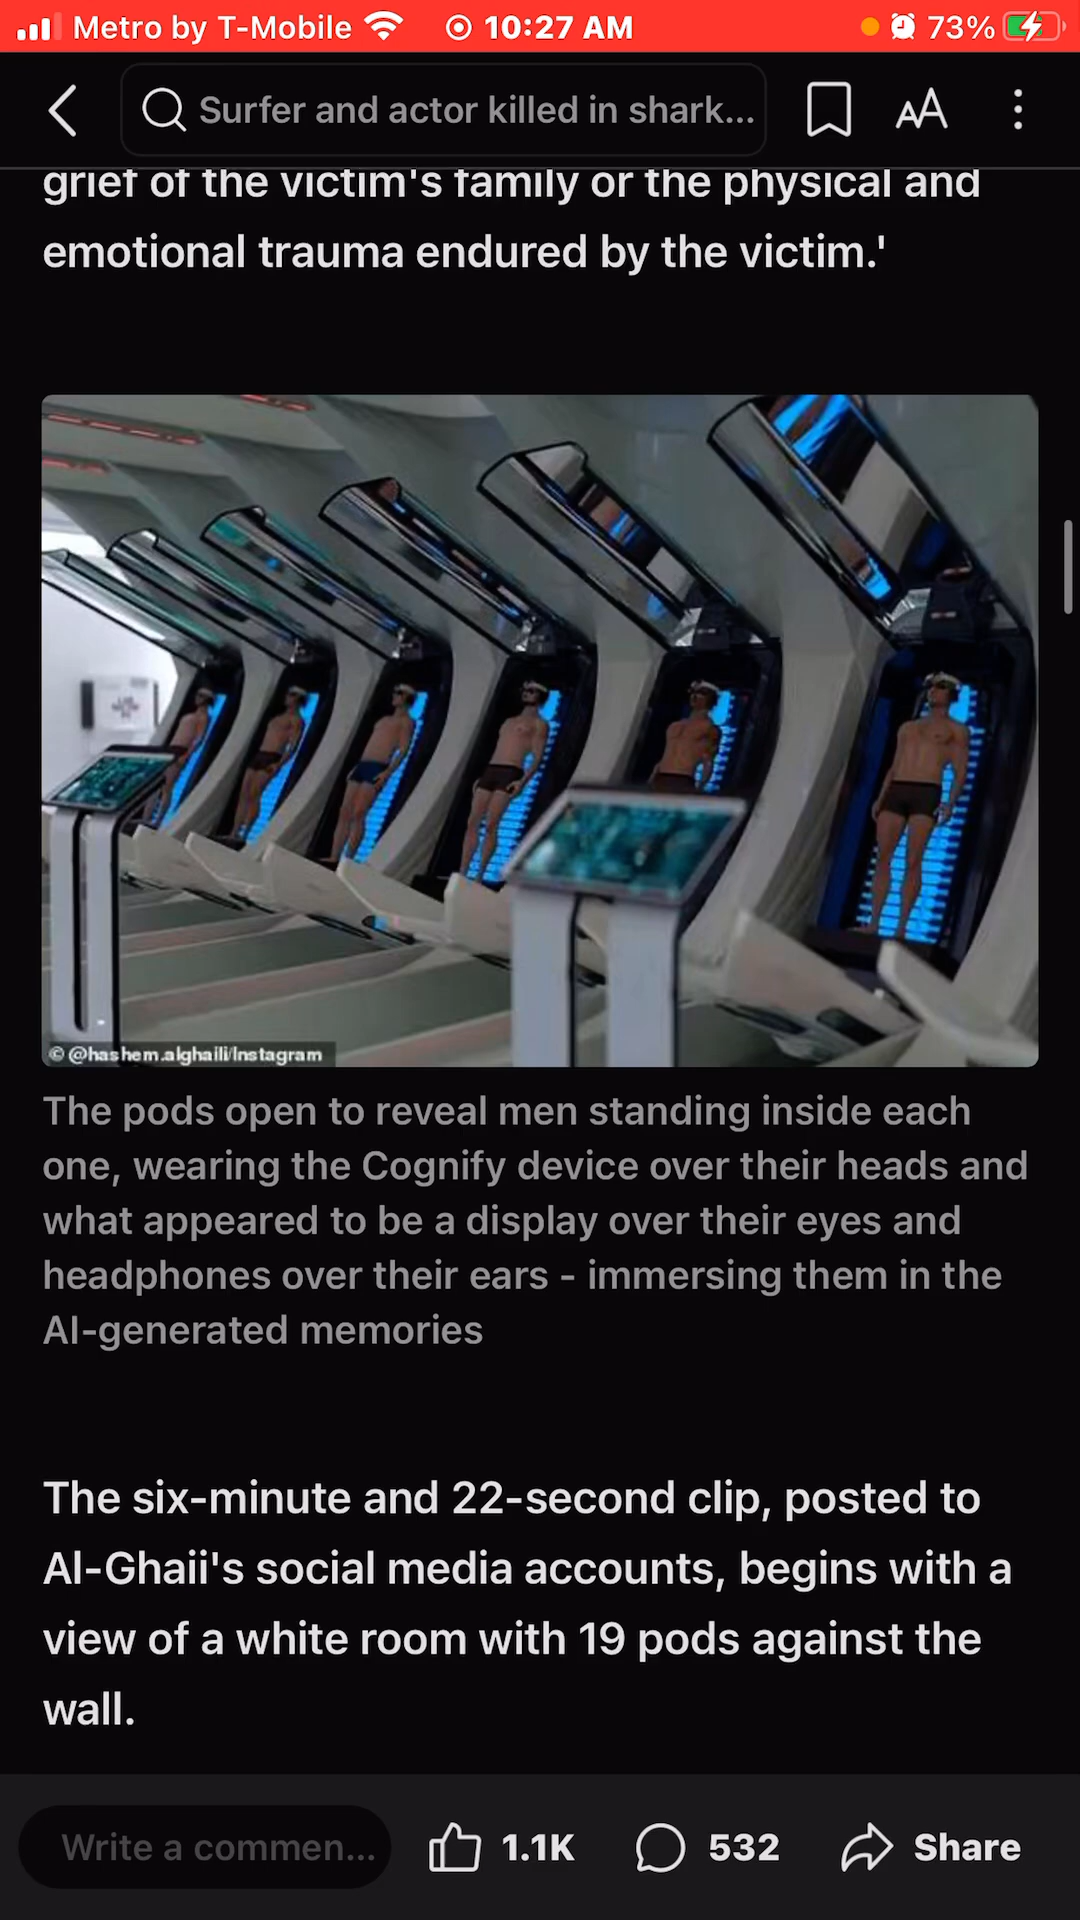 Metro by T-Mobile 10:27 AM 73%
Surfer and actor killed in shark...
AA
grief of the victim's family or the physical and
emotional trauma endured by the victim.'
© @hashem.alghaili/Instagram
The pods open to reveal men standing inside each
one, wearing the Cognify device over their heads and
what appeared to be a display over their eyes and
headphones over their ears - immersing them in the
AI-generated memories
The six-minute and 22-second clip, posted to
Al-Ghaii's social media accounts, begins with a
view of a white room with 19 pods against the
wall.
Write a commen... 1.1K 532 Share